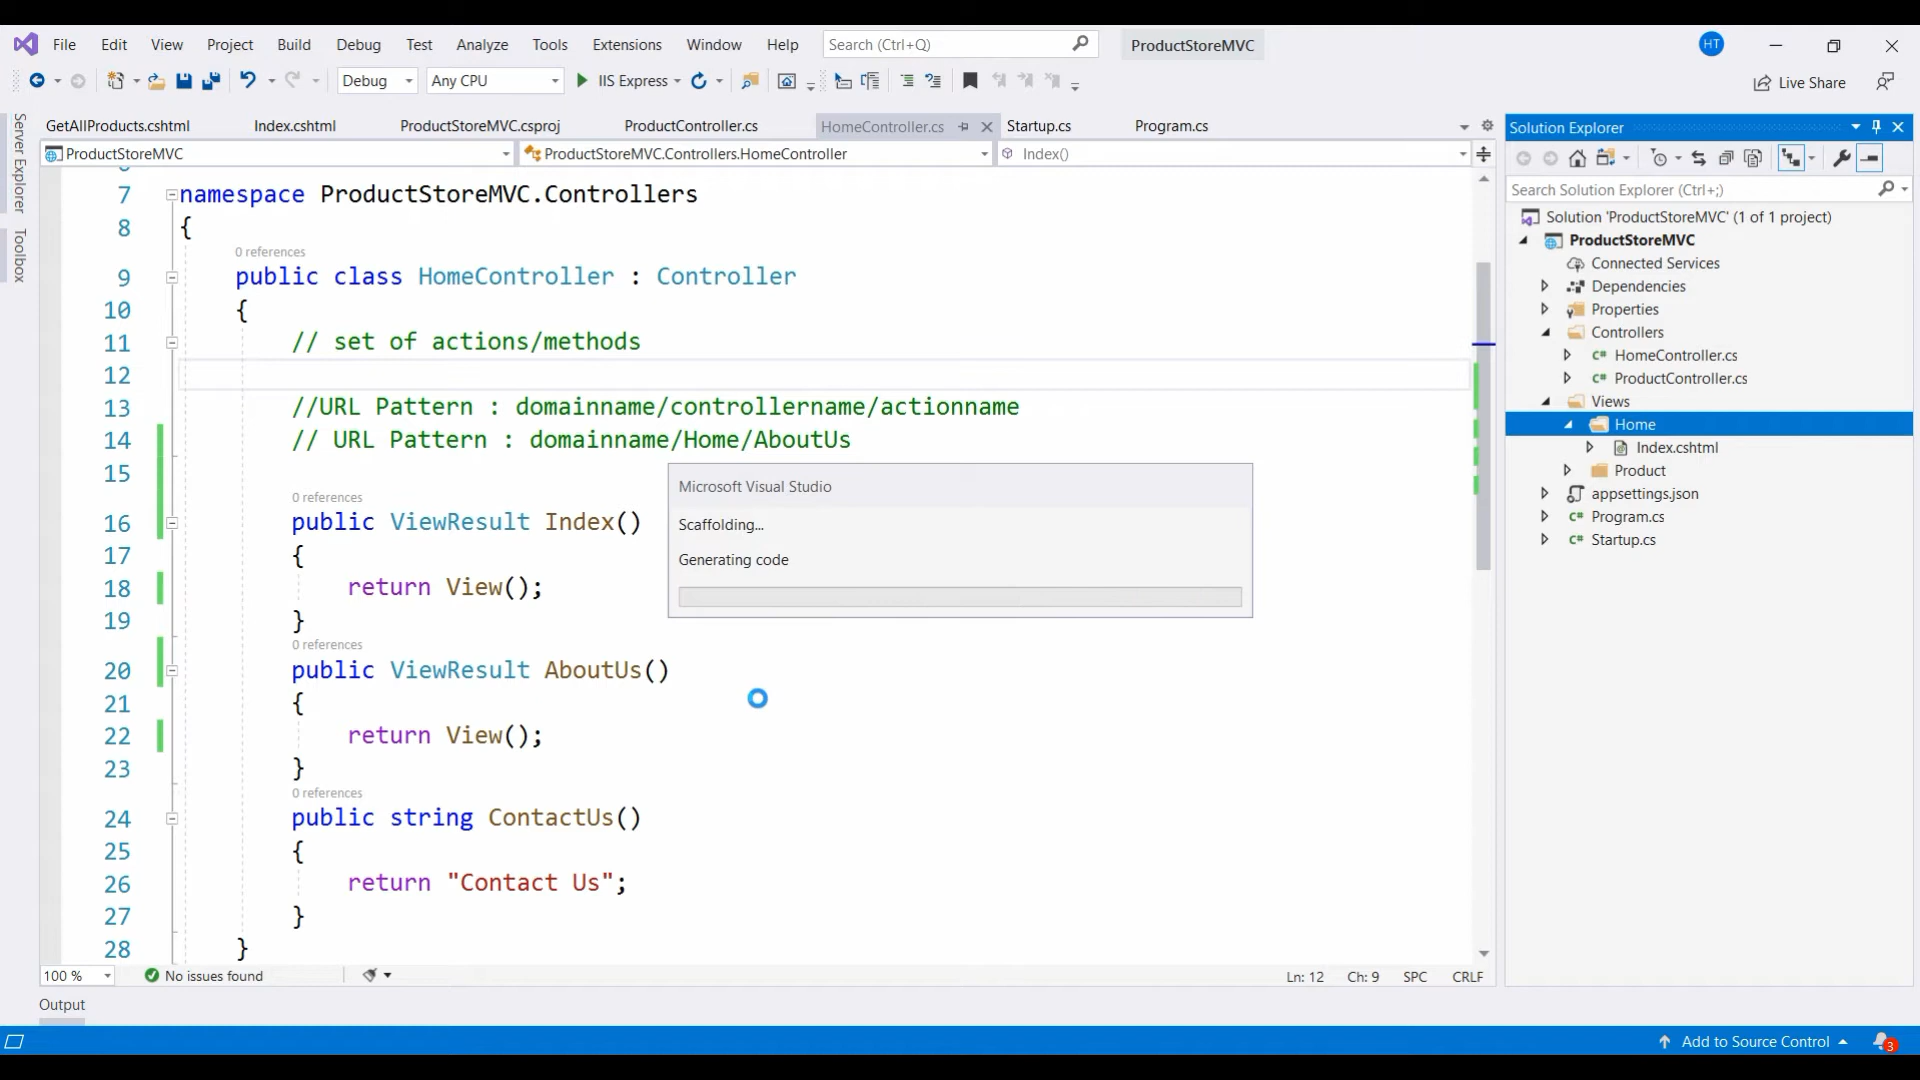 File Edit View Project Build Debug Test Analyze Tools Extensions Window Help Search (Ctrl+Q) ProductStoreMVC HT
Debug Any CPU IIS Express Live Share
Server Explorer
Toolbox
GetAllProducts.cshtml Index.cshtml ProductStoreMVC.csproj ProductController.cs HomeController.cs Startup.cs Program.cs
ProductStoreMVC ProductStoreMVC.Controllers.HomeController Index()
7 namespace ProductStoreMVC.Controllers
8 {
0 references
9 public class HomeController : Controller
10 {
11 // set of actions/methods
12
13 //URL Pattern : domainname/controllername/actionname
14 // URL Pattern : domainname/Home/AboutUs
15
0 references
16 public ViewResult Index()
17 {
18 return View();
19 }
0 references
20 public ViewResult AboutUs()
21 {
22 return View();
23 }
0 references
24 public string ContactUs()
25 {
26 return "Contact Us";
27 }
28 }
Microsoft Visual Studio
Scaffolding...
Generating code
100 % No issues found Ln: 12 Ch: 9 SPC CRLF
Output
Solution Explorer
Search Solution Explorer (Ctrl+;)
Solution 'ProductStoreMVC' (1 of 1 project)
ProductStoreMVC
Connected Services
Dependencies
Properties
Controllers
C# HomeController.cs
C# ProductController.cs
Views
Home
Index.cshtml
Product
appsettings.json
C# Program.cs
C# Startup.cs
Add to Source Control 3